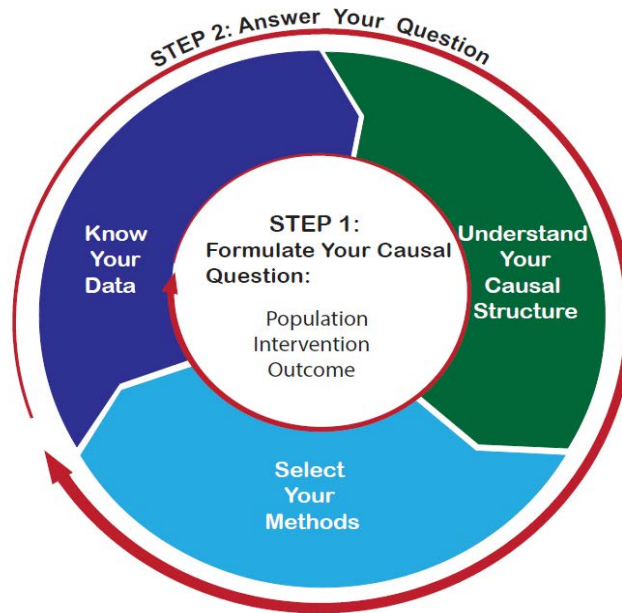 STEP 2: Answer Your Question
STEP 1:
Formulate Your Causal
Question:
Population
Intervention
Outcome
Know
Your
Data
Understand
Your
Causal
Structure
Select
Your
Methods